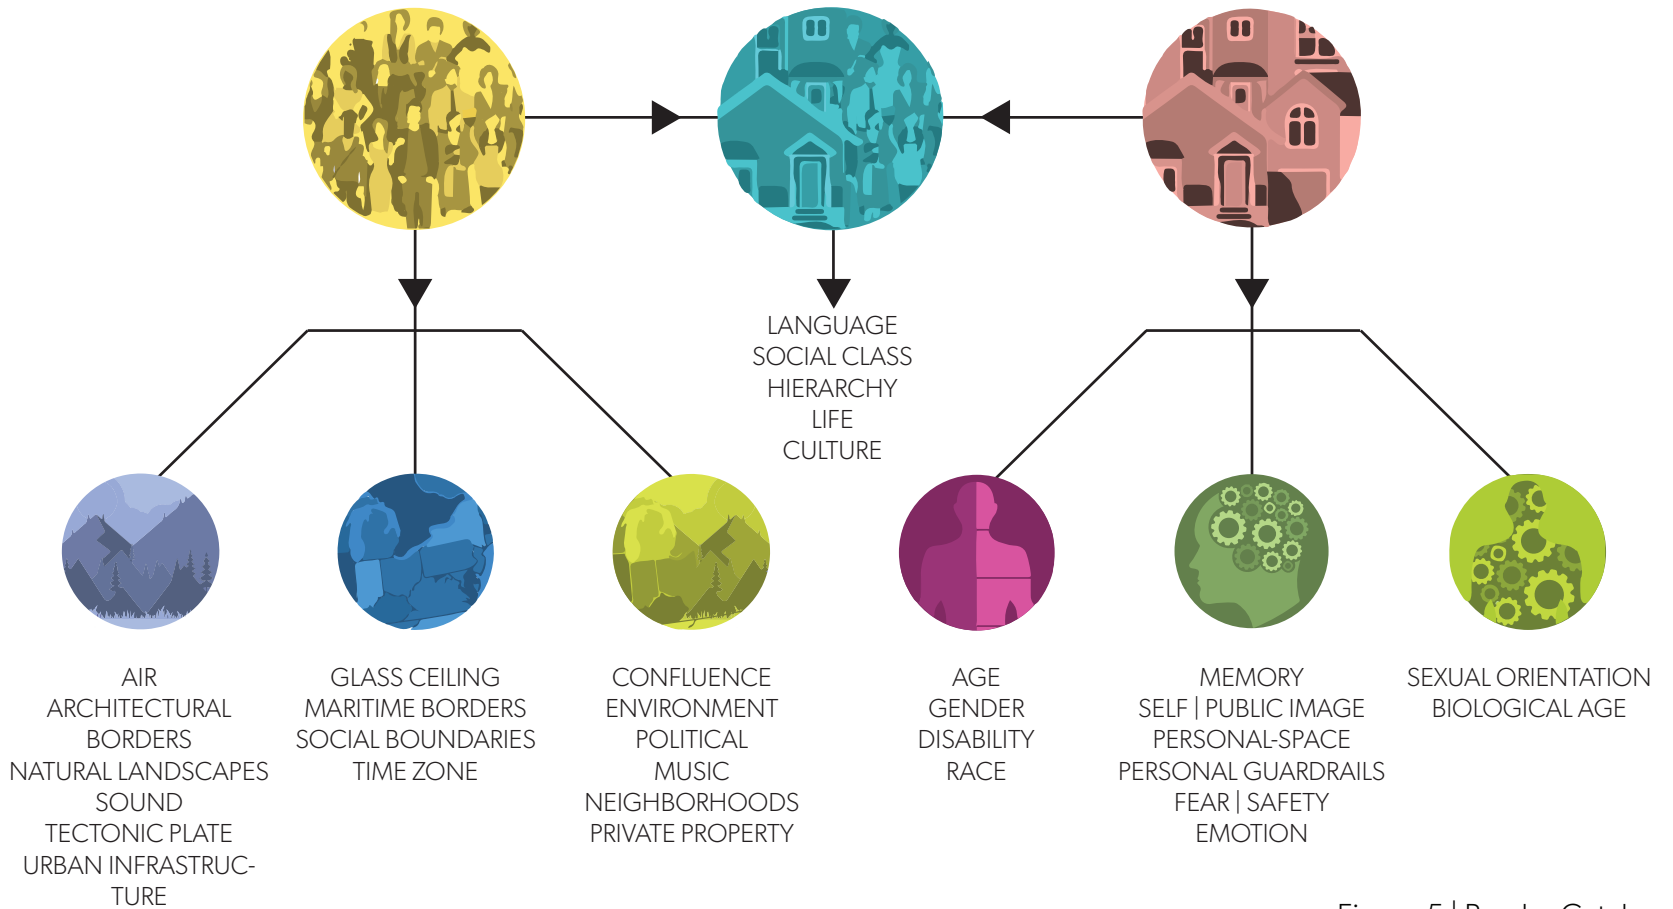 LANGUAGE
SOCIAL CLASS
HIERARCHY
LIFE
CULTURE
AIR
ARCHITECTURAL
BORDERS
NATURAL LANDSCAPES
SOUND
TECTONIC PLATE
URBAN INFRASTRUC-
TURE
GLASS CEILING
MARITIME BORDERS
SOCIAL BOUNDARIES
TIME ZONE
CONFLUENCE
ENVIRONMENT
POLITICAL
MUSIC
NEIGHBORHOODS
PRIVATE PROPERTY
AGE
GENDER
DISABILITY
RACE
MEMORY
SELF | PUBLIC IMAGE
PERSONAL-SPACE
PERSONAL GUARDRAILS
FEAR | SAFETY
EMOTION
SEXUAL ORIENTATION
BIOLOGICAL AGE